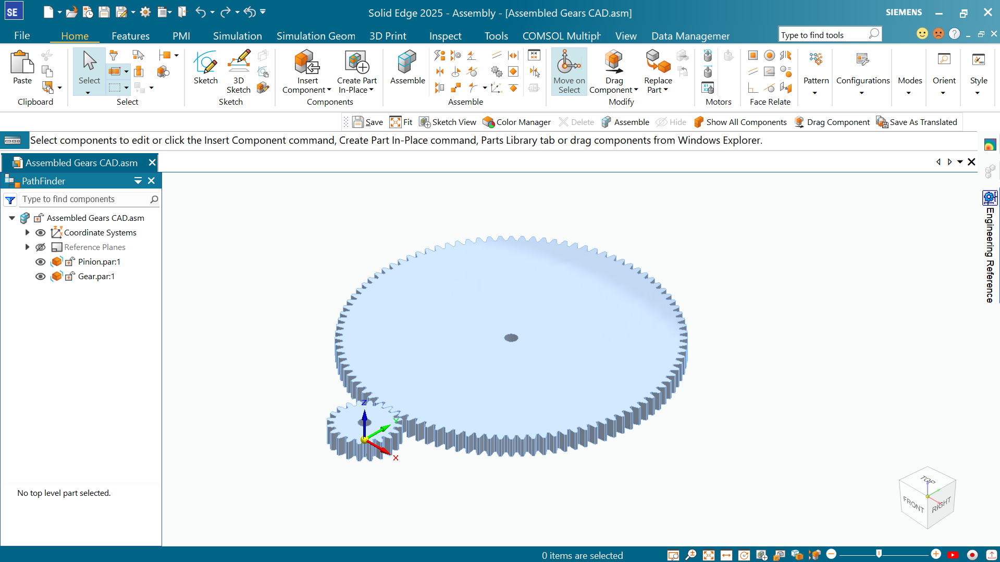 SE
Solid Edge 2025 - Assembly - [Assembled Gears CAD.asm]
SIEMENS
File
Home
Features
PMI
Simulation
Simulation Geom
3D Print
Inspect
Tools
COMSOL Multiph
View
Data Managemer
Type to find tools
Paste
Clipboard
Select
Select
Sketch
3D
Sketch
Sketch
Insert
Component
Create Part
In-Place
Components
Assemble
Assemble
Move on
Select
Drag
Component
Replace
Part
Modify
Motors
Face Relate
Pattern
Configurations
Modes
Orient
Style
Save
Fit
Sketch View
Color Manager
Delete
Assemble
Hide
Show All Components
Drag Component
Save As Translated
Select components to edit or click the Insert Component command, Create Part In-Place command, Parts Library tab or drag components from Windows Explorer.
Assembled Gears CAD.asm
PathFinder
Type to find components
Assembled Gears CAD.asm
Coordinate Systems
Reference Planes
Pinion.par:1
Gear.par:1
No top level part selected.
Engineering Reference
Z
Y
X
TOP
FRONT
RIGHT
0 items are selected